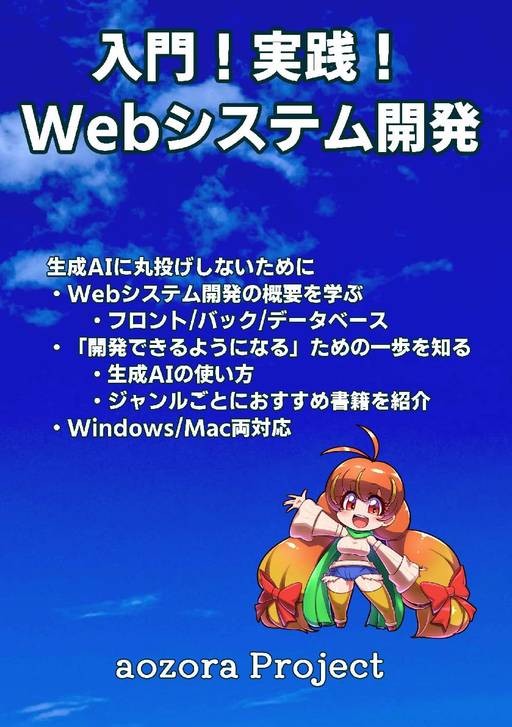 入門！実践！
Webシステム開発
生成AIに丸投げしないために
・Webシステム開発の概要を学ぶ
・フロント/バック/データベース
・「開発できるようになる」ための一歩を知る
・生成AIの使い方
・ジャンルごとにおすすめ書籍を紹介
・Windows/Mac両対応
aozora Project